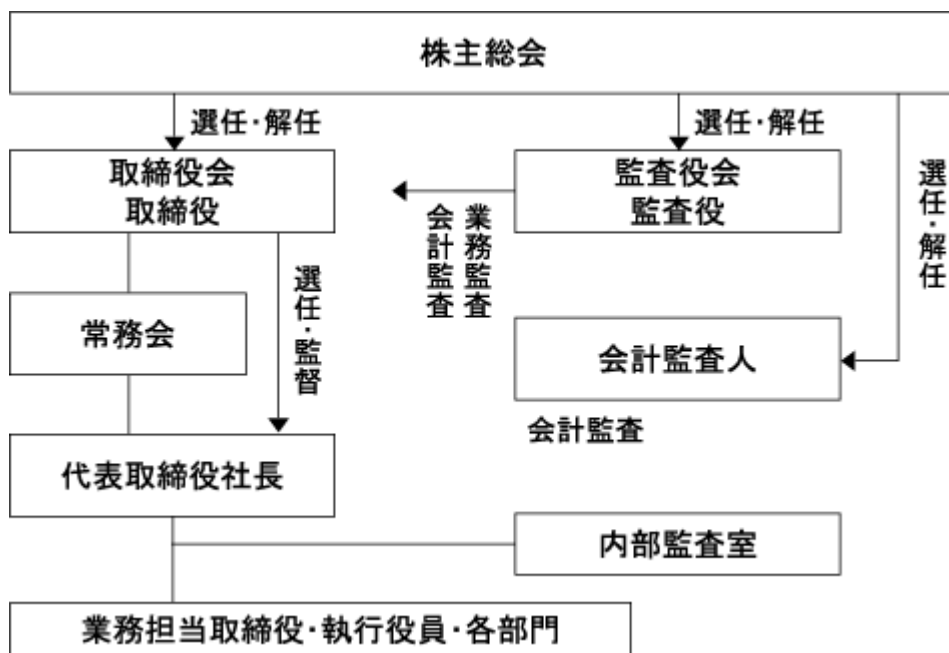 株主総会
選任・解任
選任・解任
取締役会
取締役
監査役会
監査役
選任・解任
業務監査
会計監査
選任・監督
常務会
会計監査人
会計監査
代表取締役社長
内部監査室
業務担当取締役・執行役員・各部門